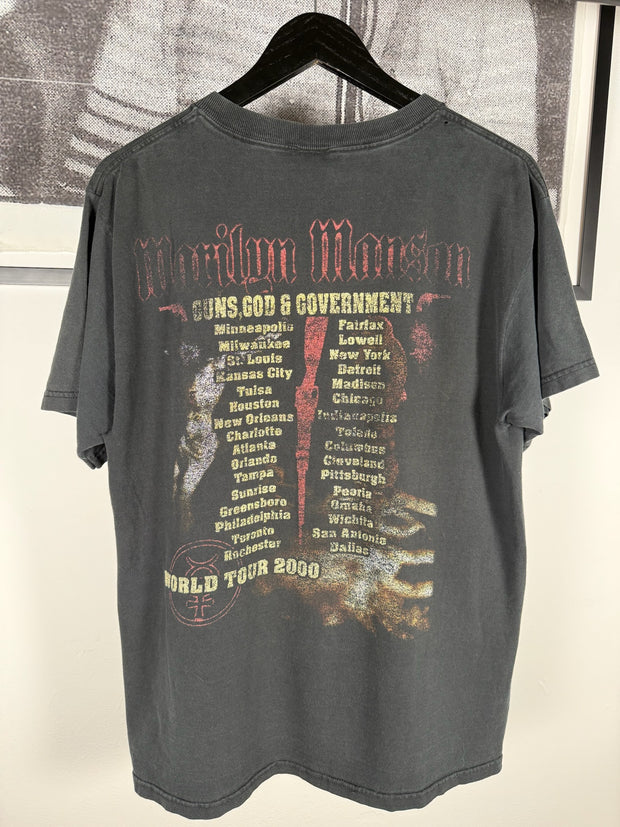 Marilyn Manson
GUNS, GOD & GOVERNMENT
Minneapolis
Milwaukee
St. Louis
Kansas City
Tulsa
Houston
New Orleans
Charlotte
Atlanta
Orlando
Tampa
Sunrise
Greensboro
Philadelphia
Toronto
Rochester
Fairfax
Lowell
New York
Detroit
Madison
Chicago
Indianapolis
Toledo
Columbus
Cleveland
Pittsburgh
Peoria
Omaha
Wichita
San Antonio
Dallas
WORLD TOUR 2000